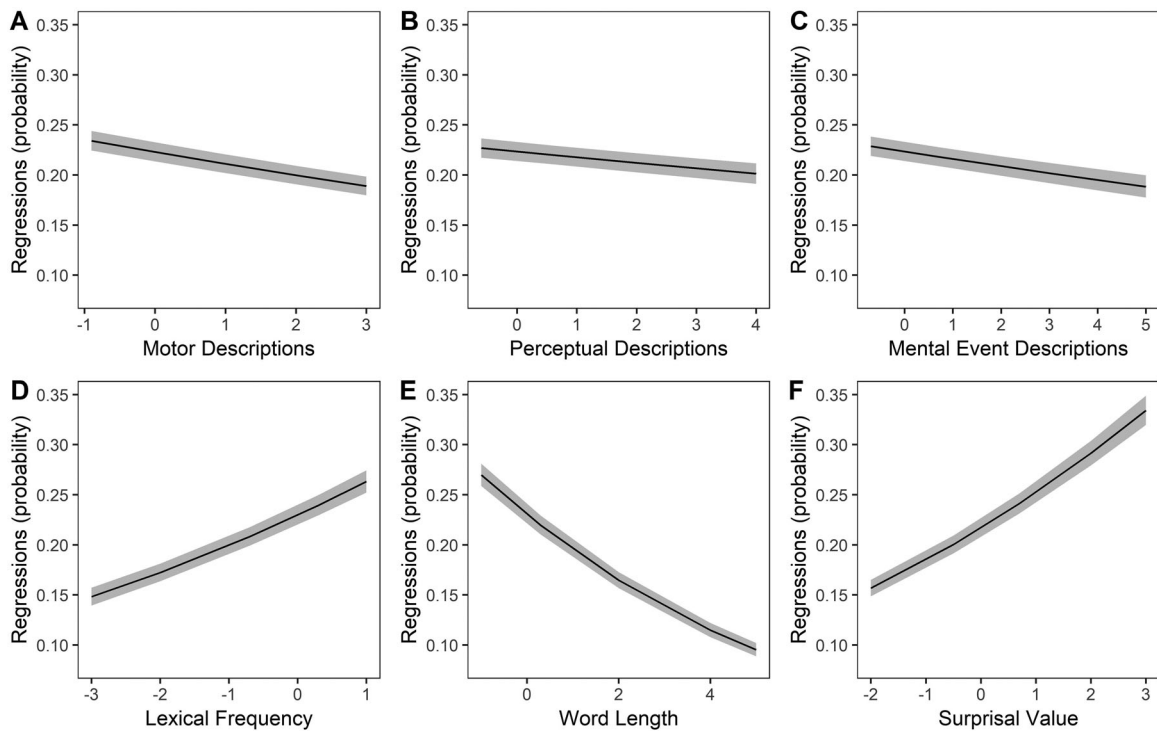 A
Regressions (probability)
0.35
0.30
0.25
0.20
0.15
0.10
-1 0 1 2 3
Motor Descriptions
B
Regressions (probability)
0.35
0.30
0.25
0.20
0.15
0.10
0 1 2 3 4
Perceptual Descriptions
C
Regressions (probability)
0.35
0.30
0.25
0.20
0.15
0.10
0 1 2 3 4 5
Mental Event Descriptions
D
Regressions (probability)
0.35
0.30
0.25
0.20
0.15
0.10
-3 -2 -1 0 1
Lexical Frequency
E
Regressions (probability)
0.35
0.30
0.25
0.20
0.15
0.10
0 2 4
Word Length
F
Regressions (probability)
0.35
0.30
0.25
0.20
0.15
0.10
-2 -1 0 1 2 3
Surprisal Value